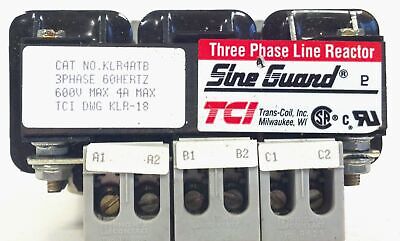 CAT NO.KLR4ATB
3PHASE 60HERTZ
600V MAX 4A MAX
TCI DWG KLR-18
Three Phase Line Reactor
Sine Guard®
TCI Trans-Coil, Inc.
Milwaukee, WI
A1 A2 B1 B2 C1 C2